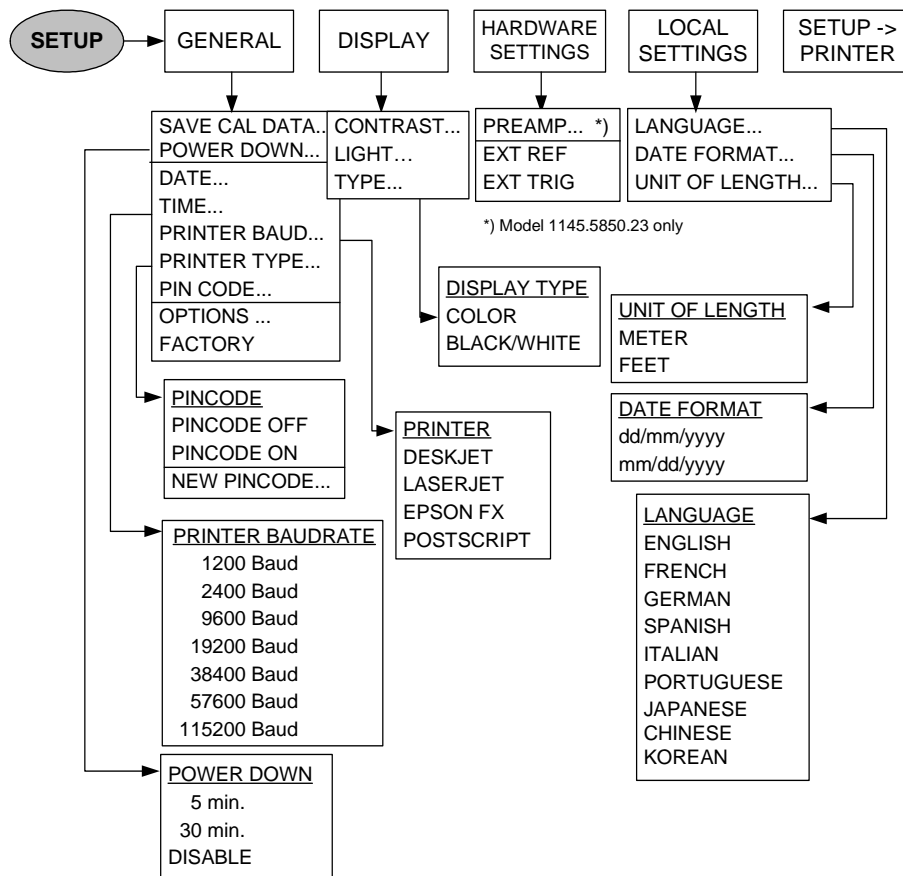 SETUP
GENERAL
DISPLAY
HARDWARE
SETTINGS
LOCAL
SETTINGS
SETUP ->
PRINTER
SAVE CAL DATA...
POWER DOWN...
DATE...
TIME...
PRINTER BAUD...
PRINTER TYPE...
PIN CODE...
OPTIONS ...
FACTORY
CONTRAST...
LIGHT...
TYPE...
PREAMP... *)
EXT REF
EXT TRIG
*) Model 1145.5850.23 only
LANGUAGE...
DATE FORMAT...
UNIT OF LENGTH...
DISPLAY TYPE
COLOR
BLACK/WHITE
UNIT OF LENGTH
METER
FEET
PINCODE
PINCODE OFF
PINCODE ON
NEW PINCODE...
PRINTER
DESKJET
LASERJET
EPSON FX
POSTSCRIPT
DATE FORMAT
dd/mm/yyyy
mm/dd/yyyy
PRINTER BAUDRATE
1200 Baud
2400 Baud
9600 Baud
19200 Baud
38400 Baud
57600 Baud
115200 Baud
LANGUAGE
ENGLISH
FRENCH
GERMAN
SPANISH
ITALIAN
PORTUGUESE
JAPANESE
CHINESE
KOREAN
POWER DOWN
5 min.
30 min.
DISABLE